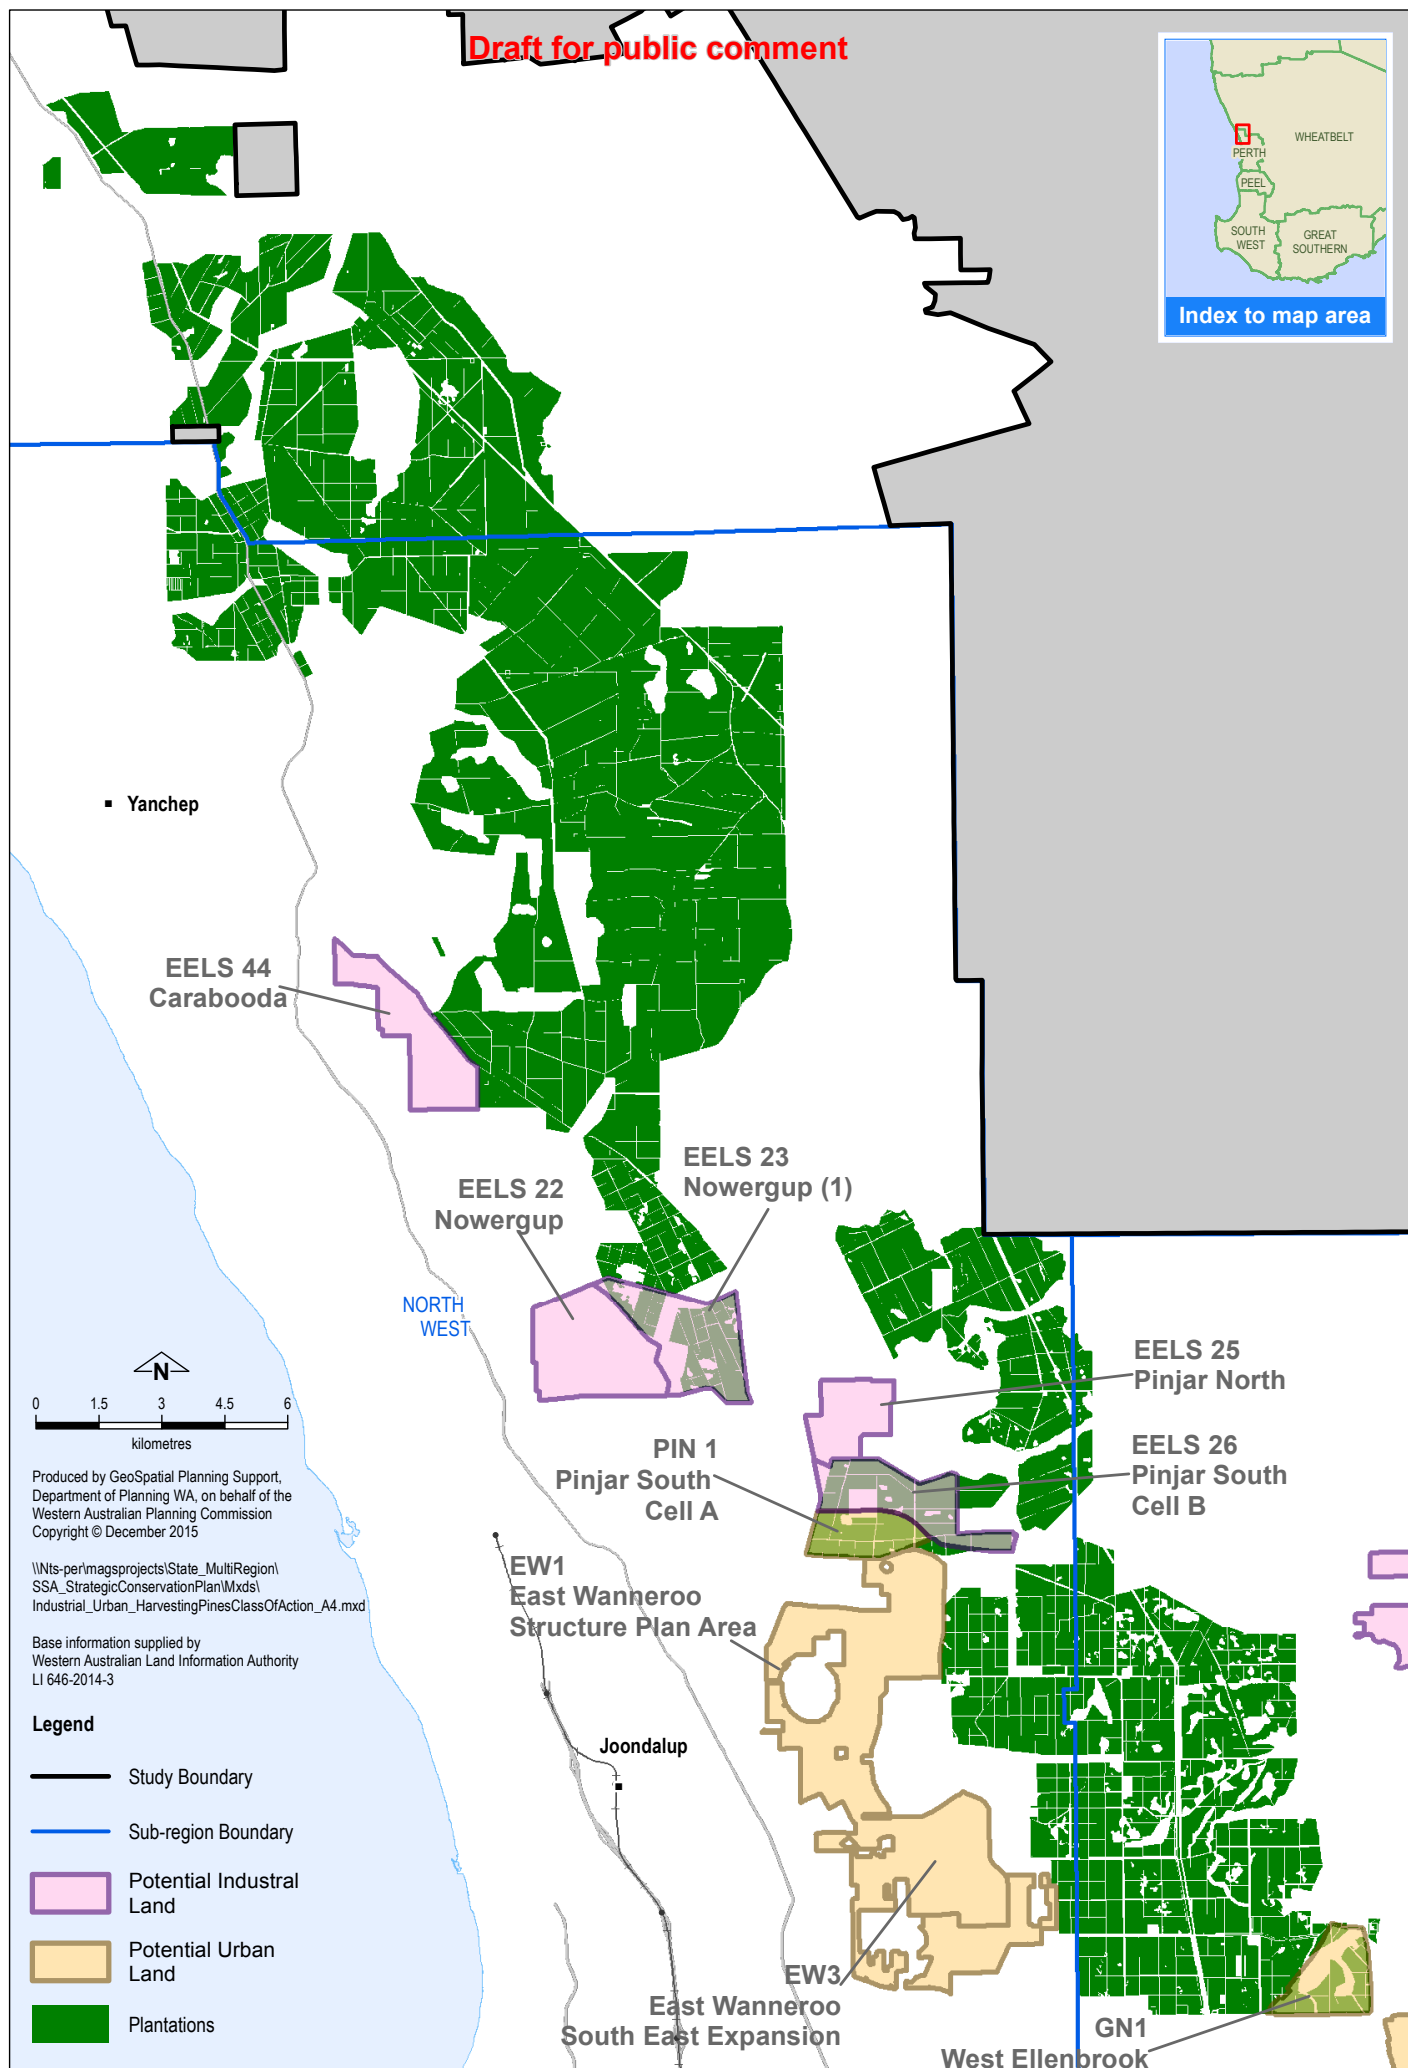 Draft for public comment
WHEATBELT
PERTH
PEEL
SOUTH
WEST
GREAT
SOUTHERN
Index to map area
Yanchep
EELS 44
Carabooda
EELS 23
Nowergup (1)
EELS 22
Nowergup
NORTH
WEST
EELS 25
Pinjar North
EELS 26
Pinjar South
Cell B
PIN 1
Pinjar South
Cell A
EW1
East Wanneroo
Structure Plan Area
Joondalup
EW3
East Wanneroo
South East Expansion
GN1
West Ellenbrook
N
0 1.5 3 4.5 6
kilometres
Produced by GeoSpatial Planning Support,
Department of Planning WA, on behalf of the
Western Australian Planning Commission
Copyright © December 2015
\\Nts-per\magsprojects\State_MultiRegion\
SSA_StrategicConservationPlan\Mxds\
Industrial_Urban_HarvestingPinesClassOfAction_A4.mxd
Base information supplied by
Western Australian Land Information Authority
LI 646-2014-3
Legend
Study Boundary
Sub-region Boundary
Potential Industral
Land
Potential Urban
Land
Plantations